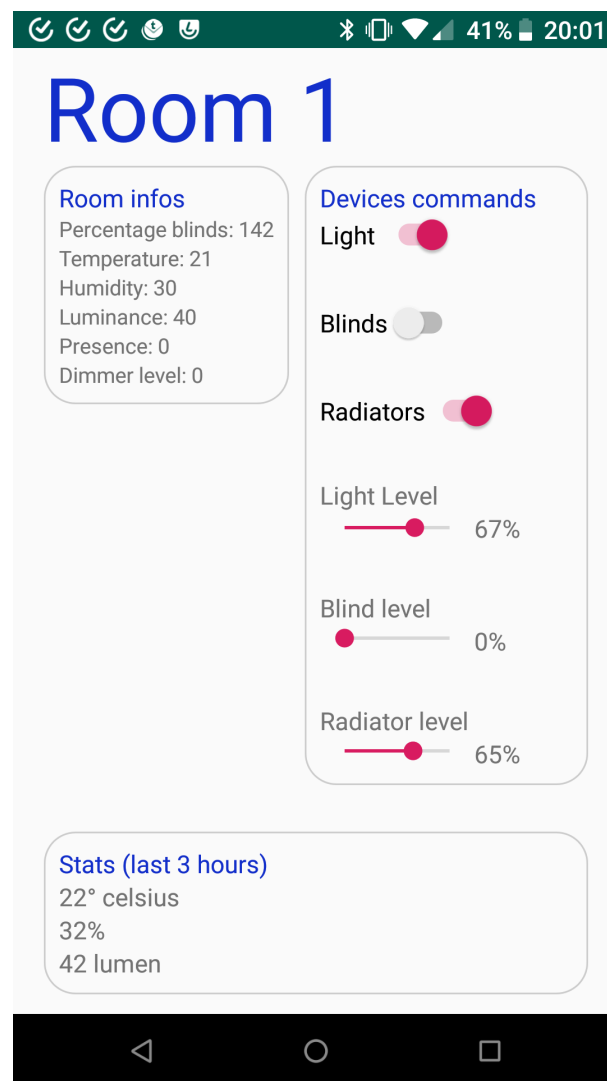 41% 20:01
Room 1
Room infos
Percentage blinds: 142
Temperature: 21
Humidity: 30
Luminance: 40
Presence: 0
Dimmer level: 0
Devices commands
Light
Blinds
Radiators
Light Level
67%
Blind level
0%
Radiator level
65%
Stats (last 3 hours)
22° celsius
32%
42 lumen